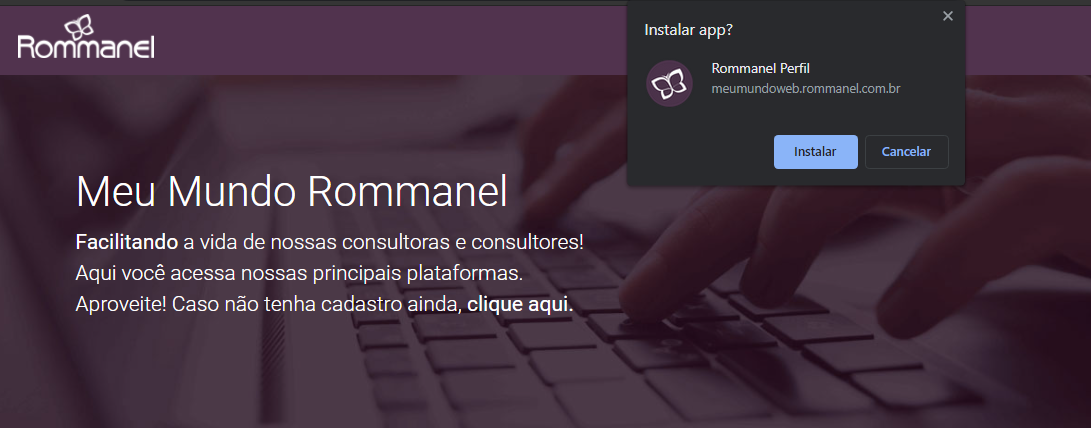 Rommanel
Instalar app?
Rommanel Perfil
meumundoweb.rommanel.com.br
Instalar
Cancelar
Meu Mundo Rommanel
Facilitando a vida de nossas consultoras e consultores!
Aqui você acessa nossas principais plataformas.
Aproveite! Caso não tenha cadastro ainda, clique aqui.